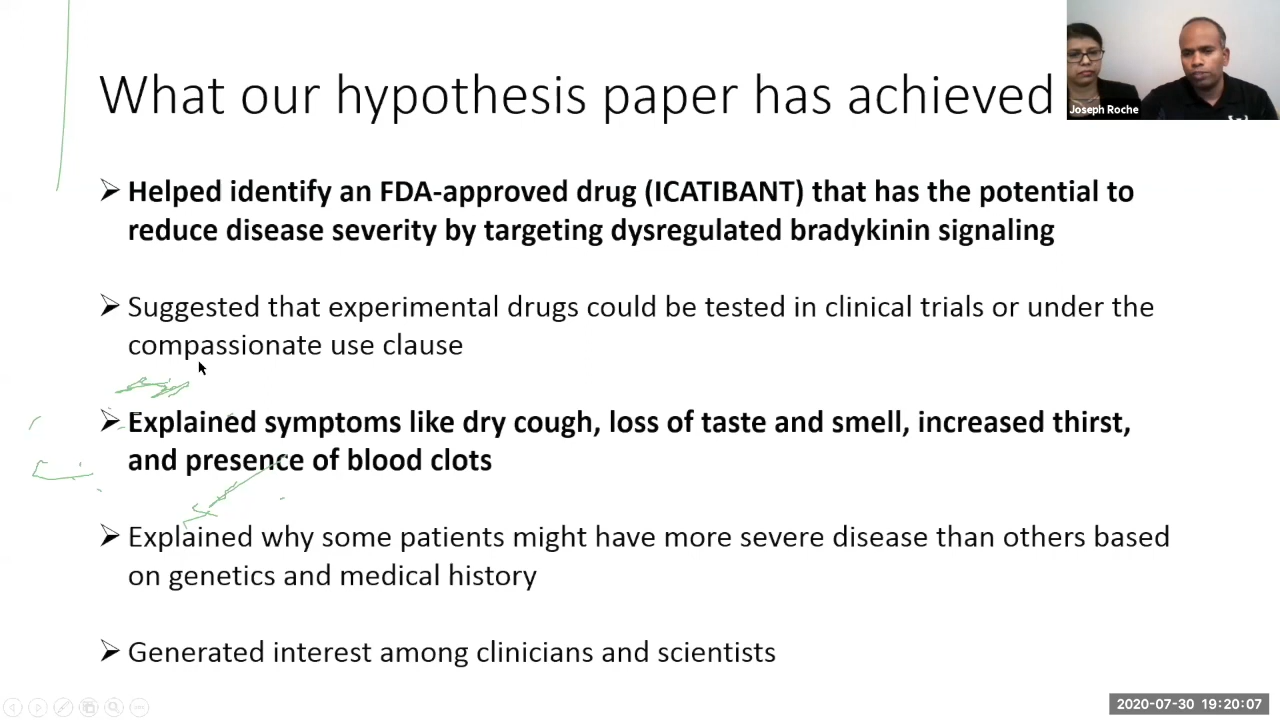 What our hypothesis paper has achieved
Joseph Roche
➢ Helped identify an FDA-approved drug (ICATIBANT) that has the potential to
reduce disease severity by targeting dysregulated bradykinin signaling
➢ Suggested that experimental drugs could be tested in clinical trials or under the
compassionate use clause
➢ Explained symptoms like dry cough, loss of taste and smell, increased thirst,
and presence of blood clots
➢ Explained why some patients might have more severe disease than others based
on genetics and medical history
➢ Generated interest among clinicians and scientists
2020-07-30 19:20:07